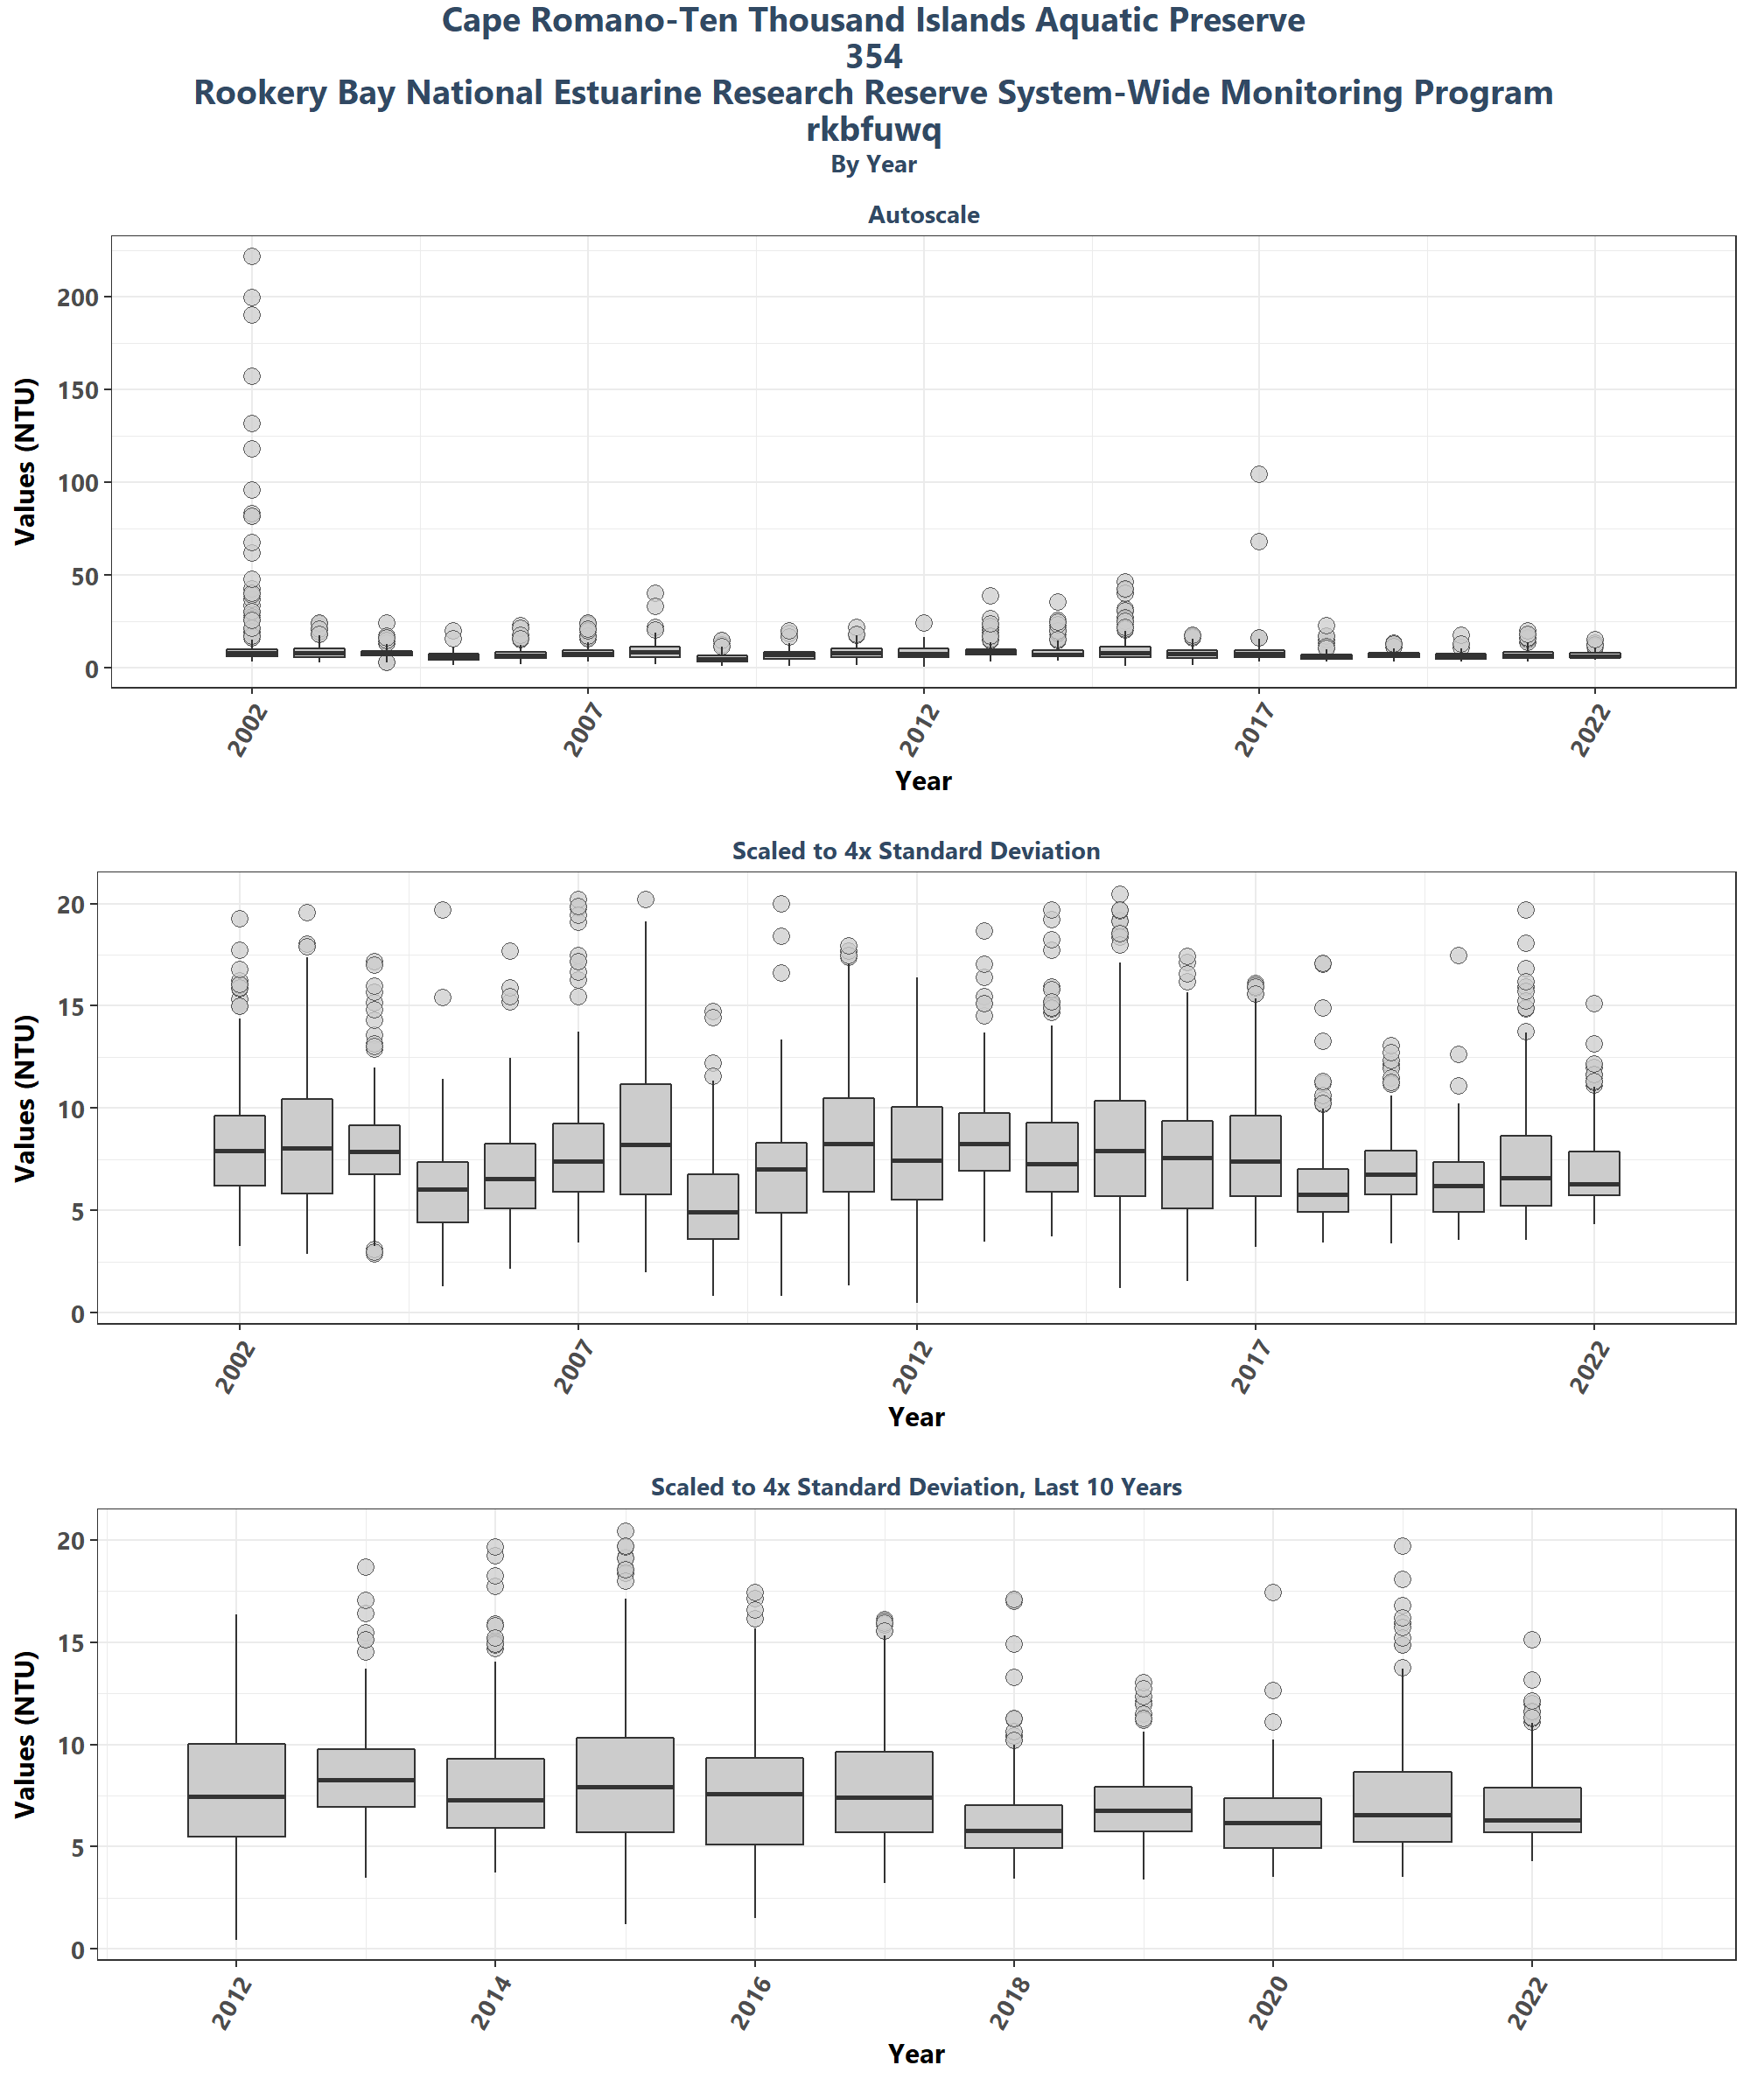 Cape Romano-Ten Thousand Islands Aquatic Preserve
354
Rookery Bay National Estuarine Research Reserve System-Wide Monitoring Program
rkbfuwq
By Year
Autoscale
Values (NTU)
200
150
100
50
0
2002
2007
2012
2017
2022
Year
Scaled to 4x Standard Deviation
Values (NTU)
20
15
10
5
0
2002
2007
2012
2017
2022
Year
Scaled to 4x Standard Deviation, Last 10 Years
Values (NTU)
20
15
10
5
0
2012
2014
2016
2018
2020
2022
Year